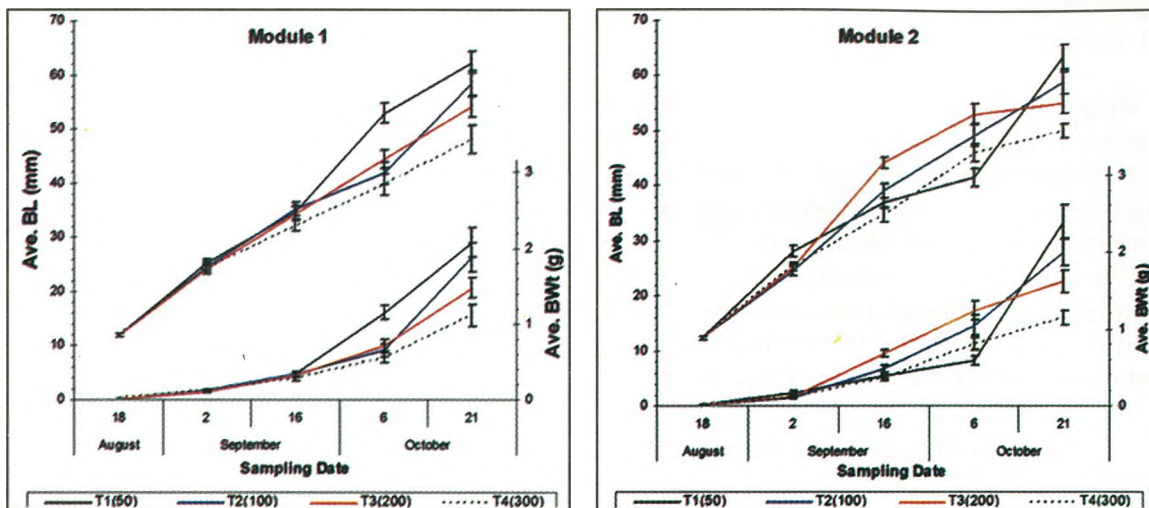 Module 1
Ave. BL (mm)
70
60
50
40
30
20
10
0
3
2
1
0
Ave. BWt (g)
18 2 16 6 21
August September October
Sampling Date
T1(50) T2(100) T3(200) T4(300)
Module 2
Ave. BL (mm)
70
60
50
40
30
20
10
0
3
2
1
0
Ave. BWt (g)
18 2 16 6 21
August September October
Sampling Date
T1(50) T2(100) T3(200) T4(300)